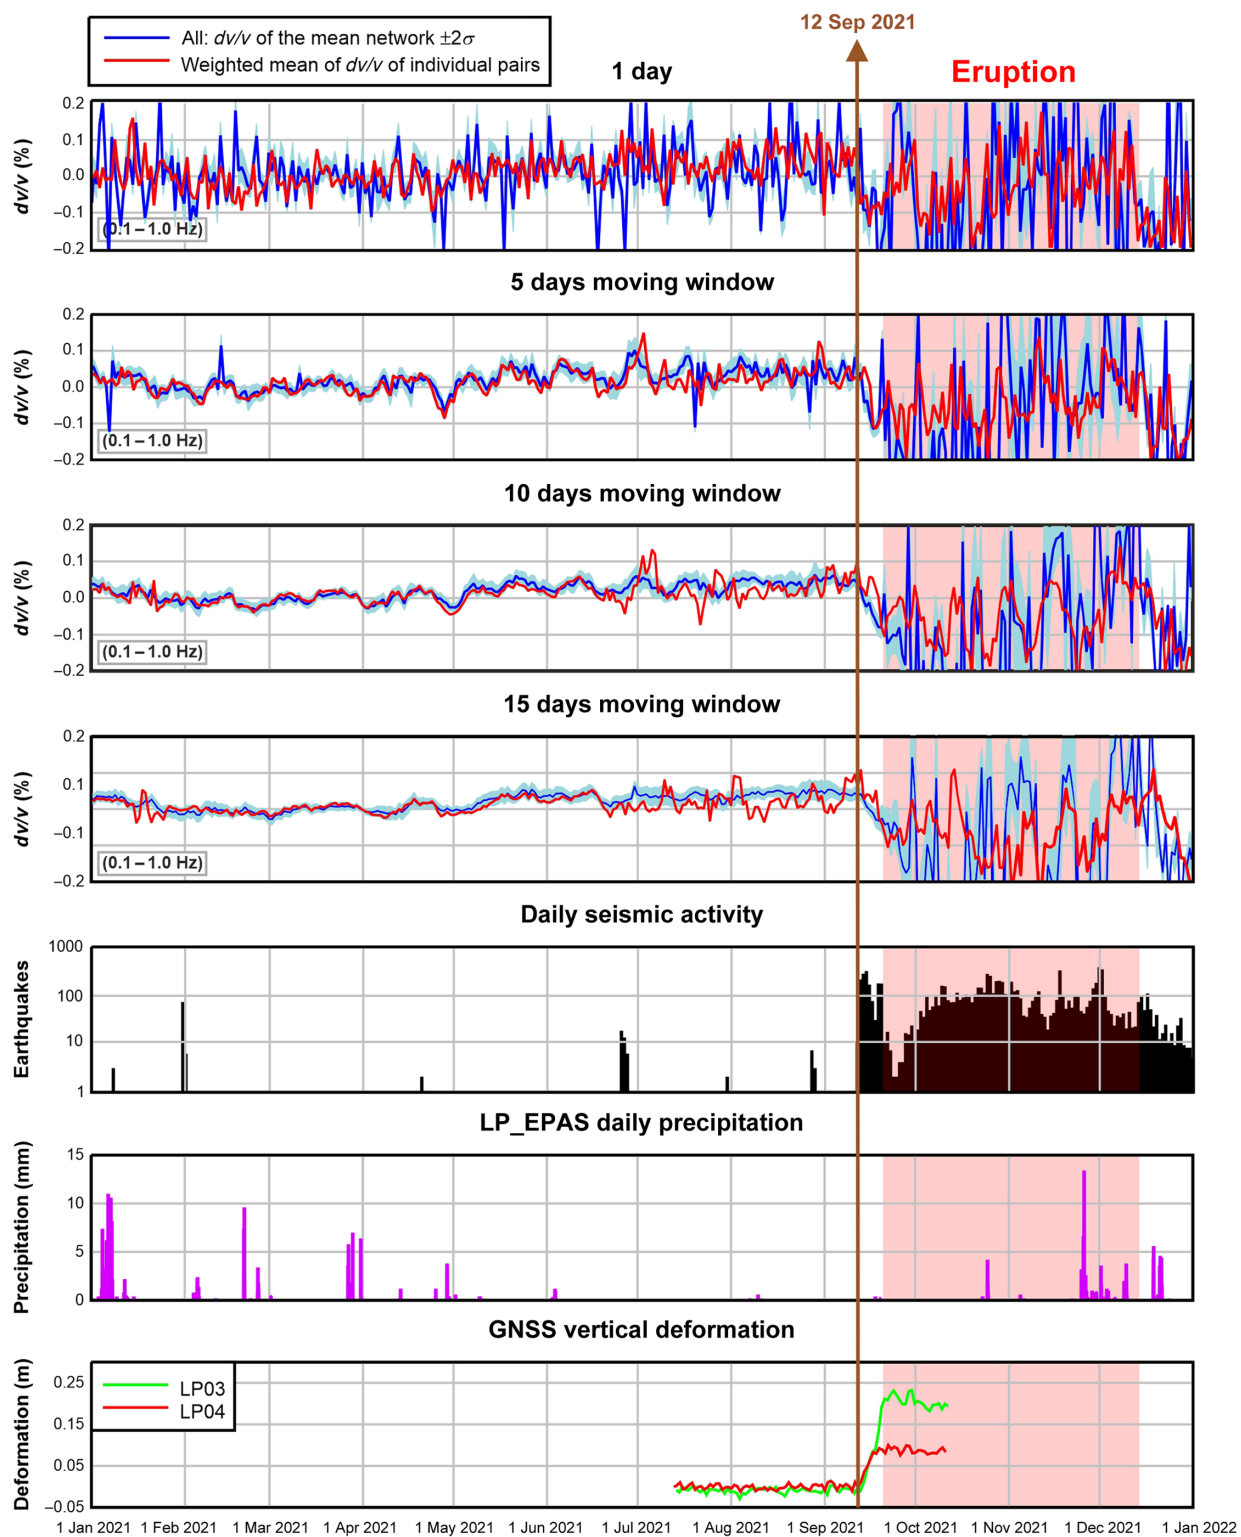 12 Sep 2021
All: dv/v of the mean network ±2σ
Weighted mean of dv/v of individual pairs
1 day
Eruption
0.2
0.1
0.0
−0.1
−0.2
dv/v (%)
(0.1–1.0 Hz)
5 days moving window
0.2
0.1
0.0
−0.1
−0.2
dv/v (%)
(0.1–1.0 Hz)
10 days moving window
0.2
0.1
0.0
−0.1
−0.2
dv/v (%)
(0.1–1.0 Hz)
15 days moving window
0.2
0.1
−0.1
−0.2
dv/v (%)
(0.1–1.0 Hz)
Daily seismic activity
1000
100
10
1
Earthquakes
LP_EPAS daily precipitation
15
10
5
0
Precipitation (mm)
GNSS vertical deformation
LP03
LP04
0.25
0.15
0.05
−0.05
Deformation (m)
1 Jan 2021 1 Feb 2021 1 Mar 2021 1 Apr 2021 1 May 2021 1 Jun 2021 1 Jul 2021 1 Aug 2021 1 Sep 2021 1 Oct 2021 1 Nov 2021 1 Dec 2021 1 Jan 2022